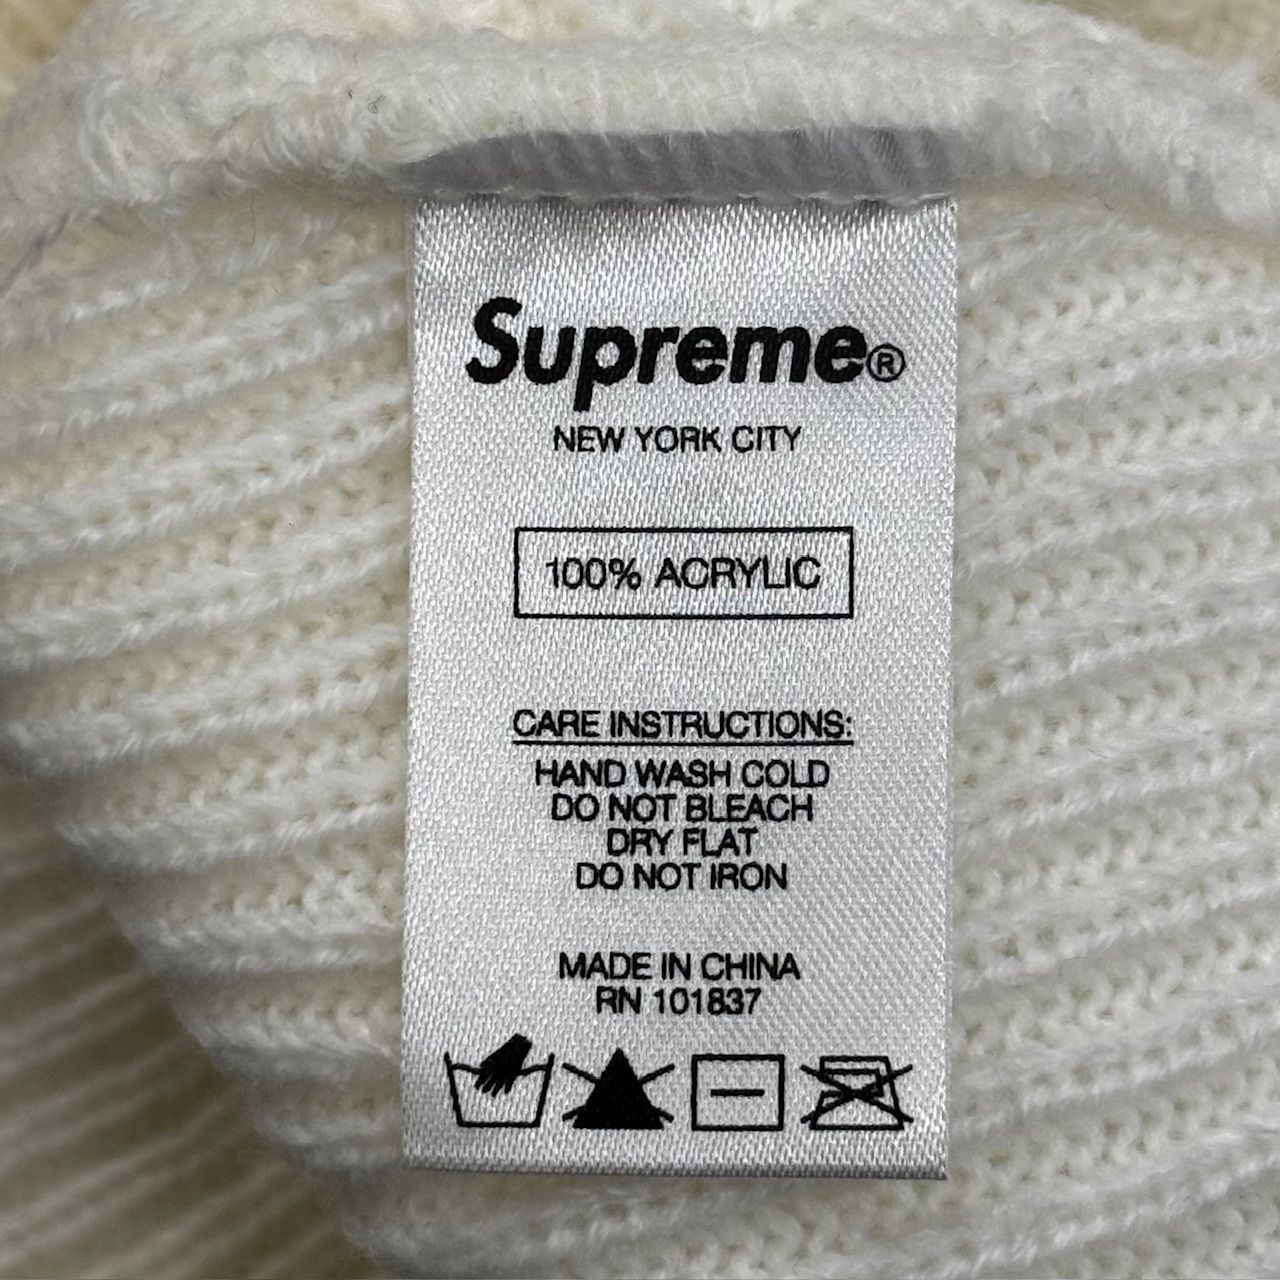 Supreme®
NEW YORK CITY
100% ACRYLIC
CARE INSTRUCTIONS:
HAND WASH COLD
DO NOT BLEACH
DRY FLAT
DO NOT IRON
MADE IN CHINA
RN 101837